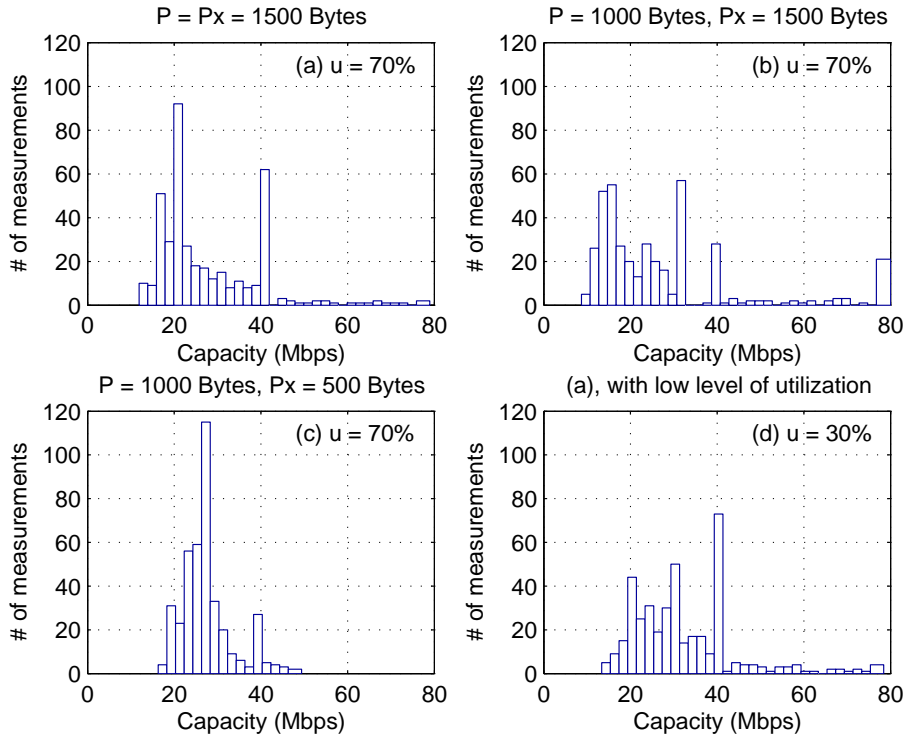 P = Px = 1500 Bytes
120
100
80
60
40
20
0
# of measurements
(a) u = 70%
0 20 40 60 80
Capacity (Mbps)
P = 1000 Bytes, Px = 1500 Bytes
120
100
80
60
40
20
0
# of measurements
(b) u = 70%
0 20 40 60 80
Capacity (Mbps)
P = 1000 Bytes, Px = 500 Bytes
120
100
80
60
40
20
0
# of measurements
(c) u = 70%
0 20 40 60 80
Capacity (Mbps)
(a), with low level of utilization
120
100
80
60
40
20
0
# of measurements
(d) u = 30%
0 20 40 60 80
Capacity (Mbps)